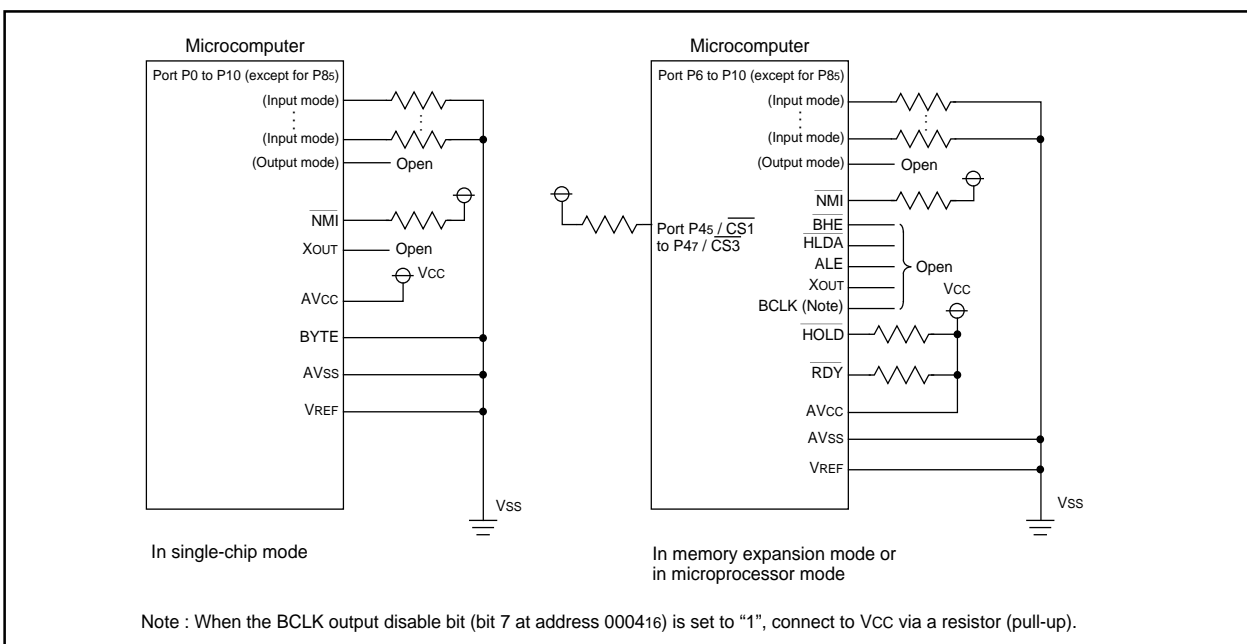 Microcomputer
Port P0 to P10 (except for P85)
(Input mode)
(Input mode)
(Output mode)
Open
NMI
XOUT
Open
VCC
AVCC
BYTE
AVSS
VREF
VSS
In single-chip mode
Microcomputer
Port P6 to P10 (except for P85)
(Input mode)
(Input mode)
(Output mode)
Open
NMI
Port P45 / CS1
to P47 / CS3
BHE
HLDA
ALE
XOUT
BCLK (Note)
Open
VCC
HOLD
RDY
AVCC
AVSS
VREF
VSS
In memory expansion mode or
in microprocessor mode
Note : When the BCLK output disable bit (bit 7 at address 000416) is set to “1”, connect to VCC via a resistor (pull-up).